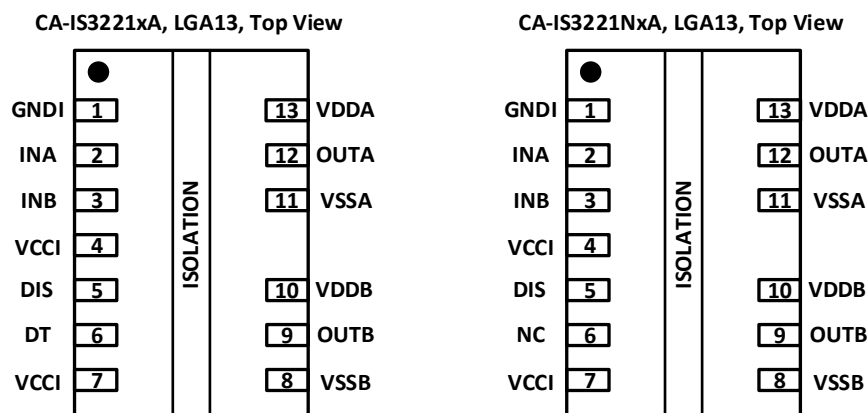 CA-IS3221xA, LGA13, Top View
GNDI 1 13 VDDA
INA 2 12 OUTA
INB 3 11 VSSA
VCCI 4
DIS 5 10 VDDB
DT 6 9 OUTB
VCCI 7 8 VSSB
ISOLATION
CA-IS3221NxA, LGA13, Top View
GNDI 1 13 VDDA
INA 2 12 OUTA
INB 3 11 VSSA
VCCI 4
DIS 5 10 VDDB
NC 6 9 OUTB
VCCI 7 8 VSSB
ISOLATION